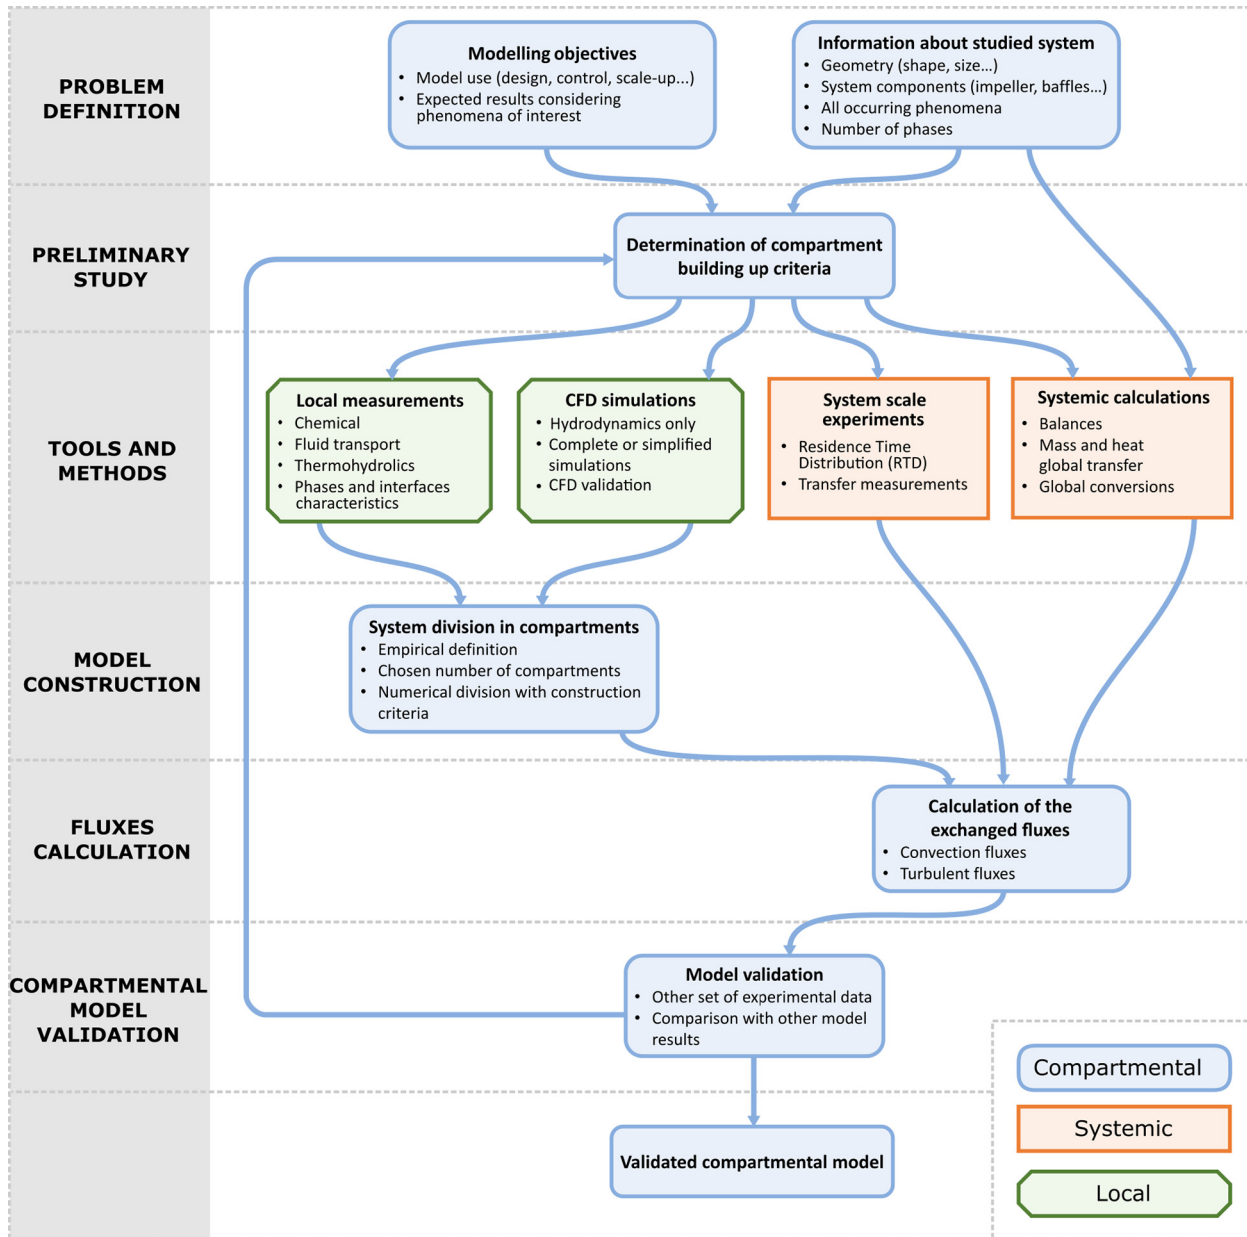 PROBLEM
DEFINITION
Modelling objectives
• Model use (design, control, scale-up...)
• Expected results considering
phenomena of interest
Information about studied system
• Geometry (shape, size...)
• System components (impeller, baffles...)
• All occurring phenomena
• Number of phases
PRELIMINARY
STUDY
Determination of compartment
building up criteria
TOOLS AND
METHODS
Local measurements
• Chemical
• Fluid transport
• Thermohydrolics
• Phases and interfaces
characteristics
CFD simulations
• Hydrodynamics only
• Complete or simplified
simulations
• CFD validation
System scale
experiments
• Residence Time
Distribution (RTD)
• Transfer measurements
Systemic calculations
• Balances
• Mass and heat
global transfer
• Global conversions
MODEL
CONSTRUCTION
System division in compartments
• Empirical definition
• Chosen number of compartments
• Numerical division with construction
criteria
FLUXES
CALCULATION
Calculation of the
exchanged fluxes
• Convection fluxes
• Turbulent fluxes
COMPARTMENTAL
MODEL
VALIDATION
Model validation
• Other set of experimental data
• Comparison with other model
results
Validated compartmental model
Compartmental
Systemic
Local